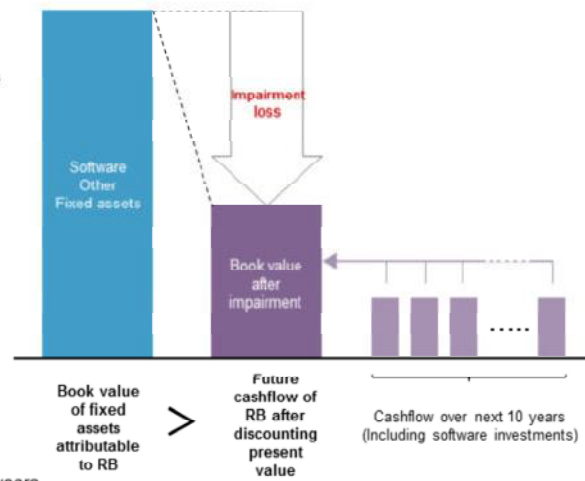 Impairment
loss
Software
Other
Fixed assets
Book value
after
impairment
Book value
of fixed
assets
attributable
to RB
>
Future
cashflow of
RB after
discounting
present
value
Cashflow over next 10 years
(Including software investments)
years